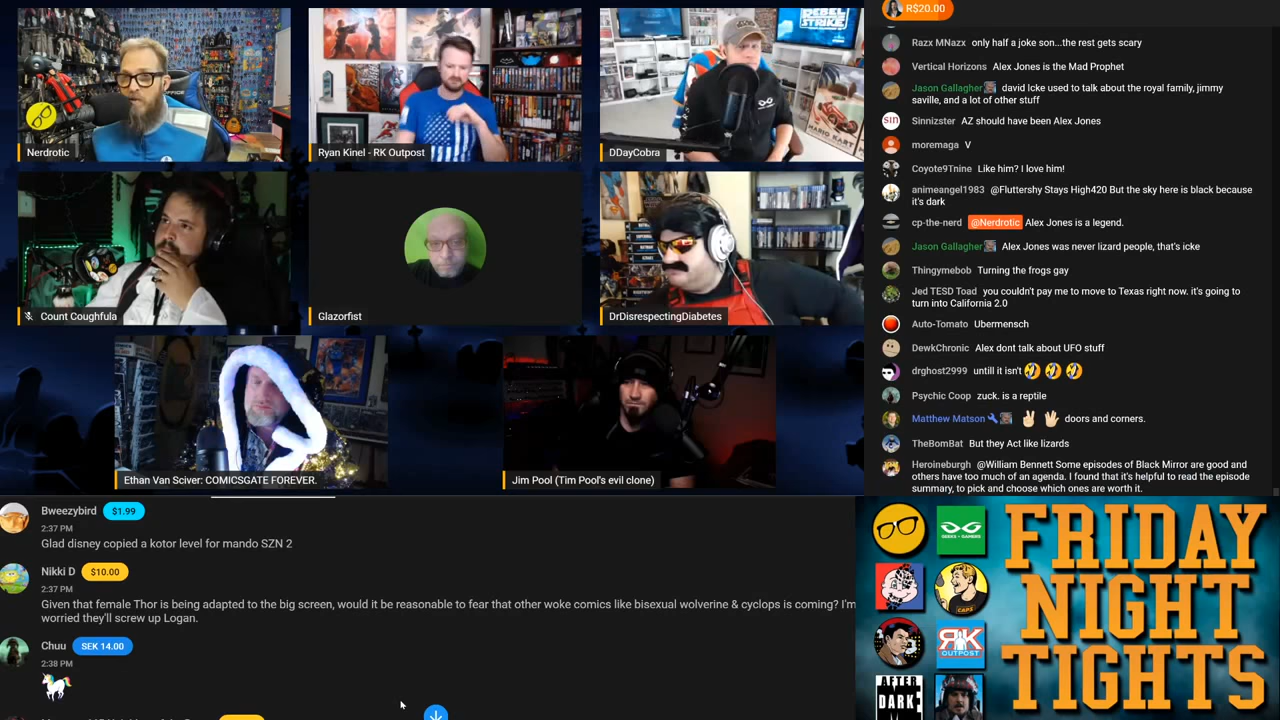 OFFICE
REBEL
STRIKE
MARIO KART
BATMAN
Nerdrotic
Ryan Kinel - RK Outpost
DDayCobra
Count Coughfula
Glazorfist
DrDisrespectingDiabetes
Ethan Van Sciver: COMICSGATE FOREVER.
Jim Pool (Tim Pool's evil clone)
R$20.00
Razx MNazx only half a joke son...the rest gets scary
Vertical Horizons Alex Jones is the Mad Prophet
Jason Gallagher david Icke used to talk about the royal family, jimmy
saville, and a lot of other stuff
sin
Sinnizster AZ should have been Alex Jones
moremaga V
Coyote9Tnine Like him? I love him!
animeangel1983 @Fluttershy Stays High420 But the sky here is black because
it's dark
cp-the-nerd @Nerdrotic Alex Jones is a legend.
Jason Gallagher Alex Jones was never lizard people, that's icke
Thingymebob Turning the frogs gay
Jed TESD Toad you couldn't pay me to move to Texas right now. it's going to
turn into California 2.0
Auto-Tomato Ubermensch
DewkChronic Alex dont talk about UFO stuff
drghost2999 untill it isn't 🤣 🤣 🤣
Psychic Coop zuck. is a reptile
Matthew Matson ✌🏻 🖖🏻 doors and corners.
TheBomBat But they Act like lizards
Heroineburgh @William Bennett Some episodes of Black Mirror are good and
others have too much of an agenda. I found that it's helpful to read the episode
summary, to pick and choose which ones are worth it.
Bweezybird $1.99
2:37 PM
Glad disney copied a kotor level for mando SZN 2
Nikki D $10.00
2:37 PM
Given that female Thor is being adapted to the big screen, would it be reasonable to fear that other woke comics like bisexual wolverine & cyclops is coming? I'm
worried they'll screw up Logan.
Chuu SEK 14.00
2:38 PM
GEEKS + GAMERS
CAPS
RK
OUTPOST
AFTER
DARK
FRIDAY
NIGHT
TIGHTS